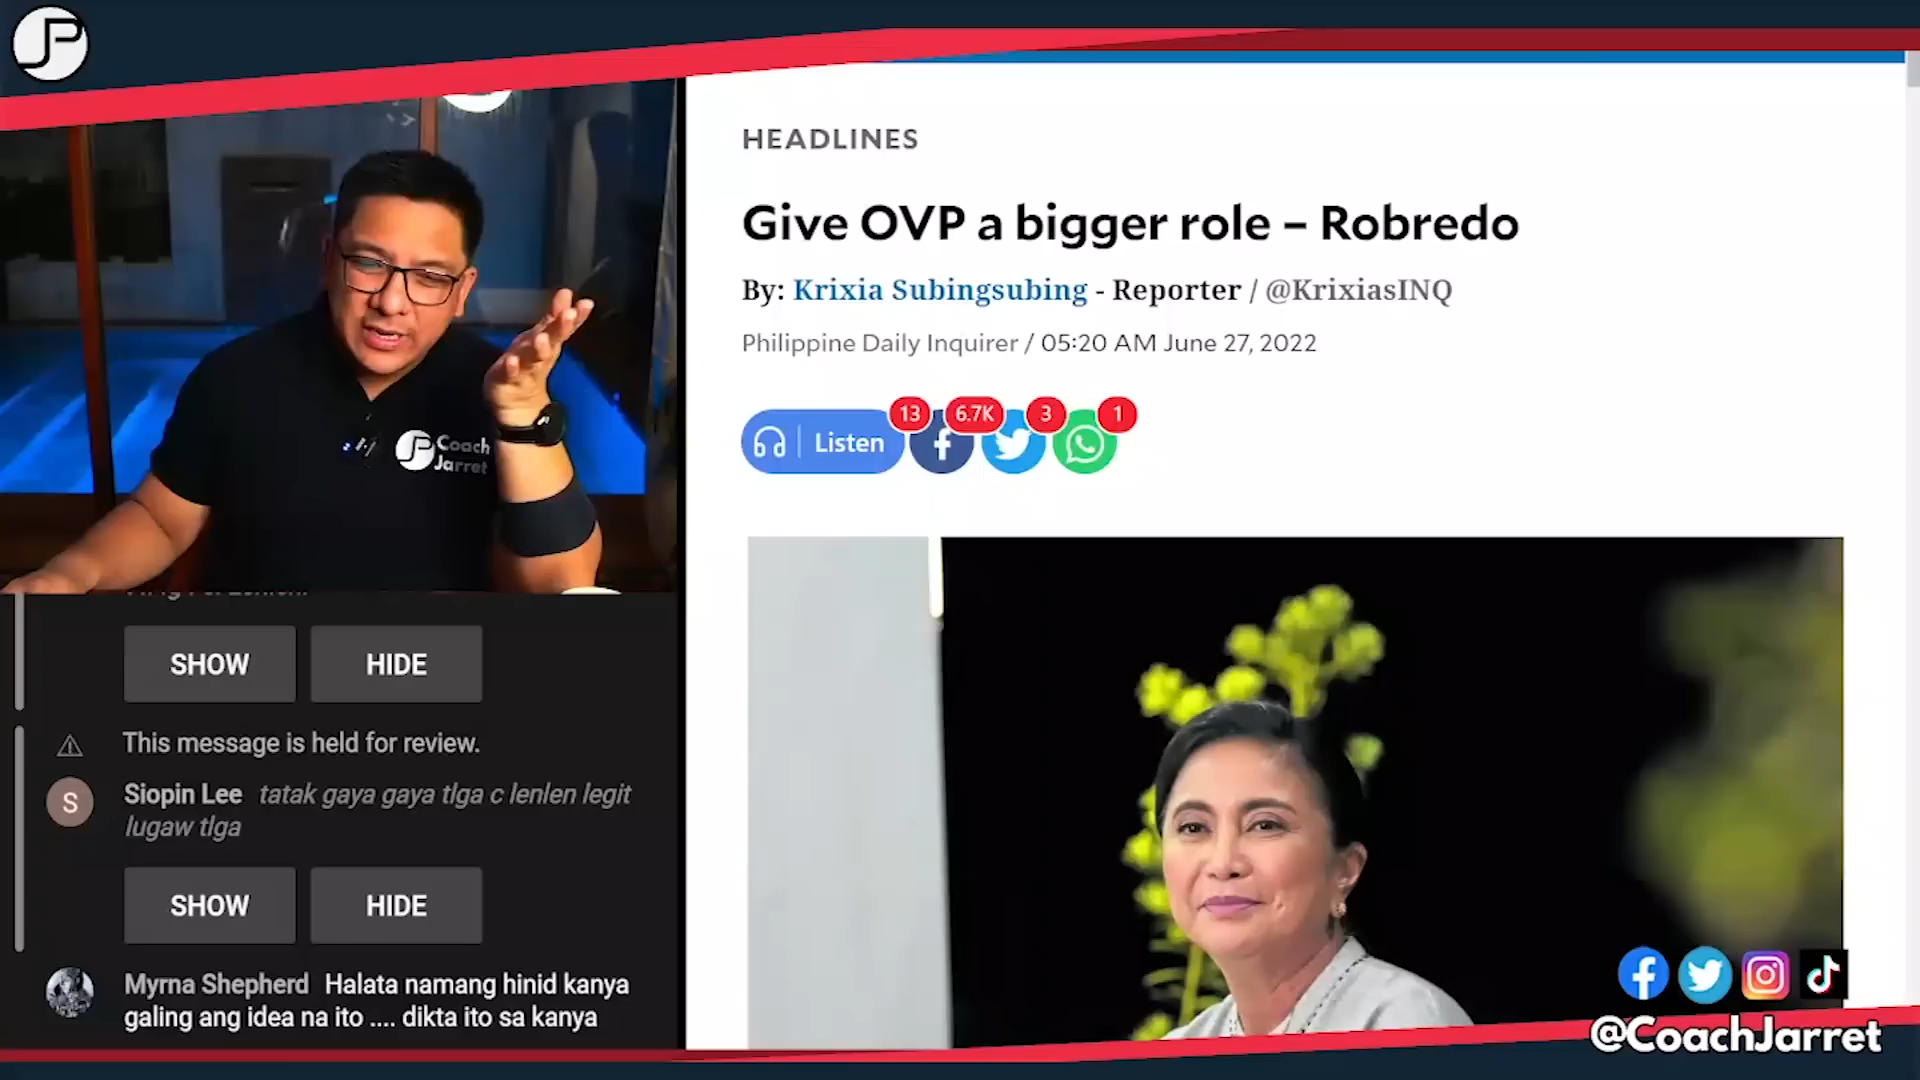 JP
HEADLINES
Give OVP a bigger role – Robredo
By: Krixia Subingsubing - Reporter / @KrixiasINQ
Philippine Daily Inquirer / 05:20 AM June 27, 2022
Listen
13
6.7K
3
1
JP Coach
Jarret
SHOW HIDE
This message is held for review.
S
Siopin Lee tatak gaya gaya tlga c lenlen legit
lugaw tlga
SHOW HIDE
Myrna Shepherd Halata namang hinid kanya
galing ang idea na ito .... dikta ito sa kanya
@CoachJarret